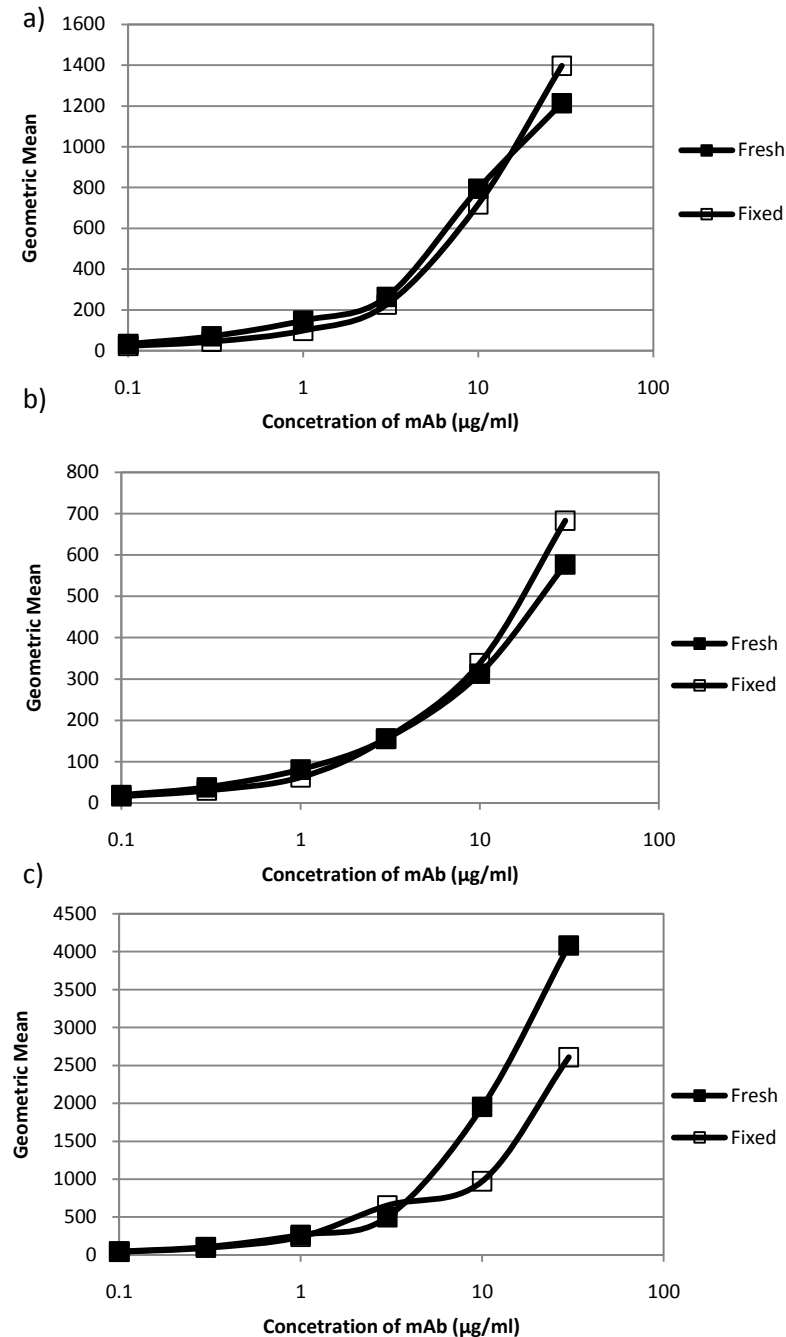 a)
1600
1400
1200
1000
800
600
400
200
0
Geometric Mean
0.1 1 10 100
Concetration of mAb (µg/ml)
Fresh
Fixed
b)
800
700
600
500
400
300
200
100
0
Geometric Mean
0.1 1 10 100
Concetration of mAb (µg/ml)
Fresh
Fixed
c)
4500
4000
3500
3000
2500
2000
1500
1000
500
0
Geometric Mean
0.1 1 10 100
Concetration of mAb (µg/ml)
Fresh
Fixed